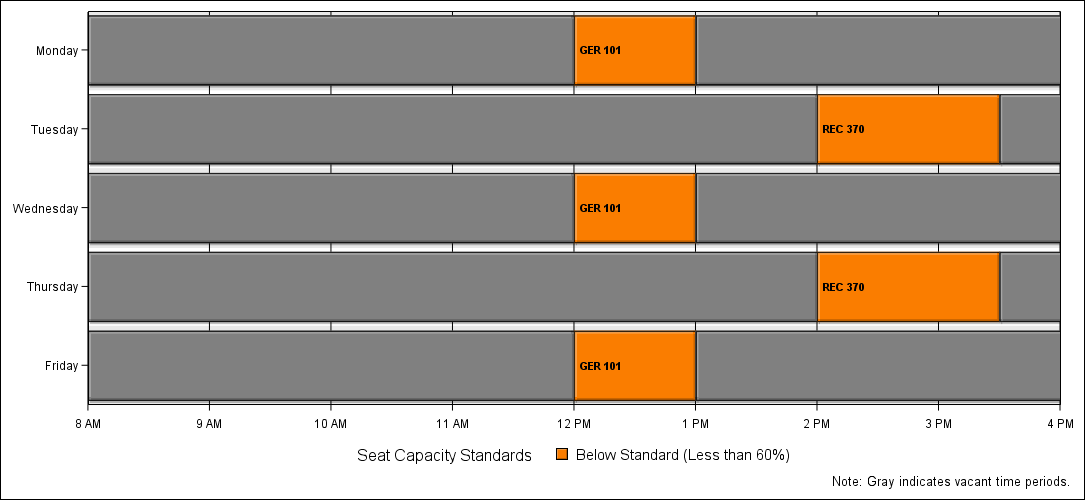 Monday
GER 101
Tuesday
REC 370
Wednesday
GER 101
Thursday
REC 370
Friday
GER 101
8 AM 9 AM 10 AM 11 AM 12 PM 1 PM 2 PM 3 PM 4 PM
Seat Capacity Standards Below Standard (Less than 60%)
Note: Gray indicates vacant time periods.